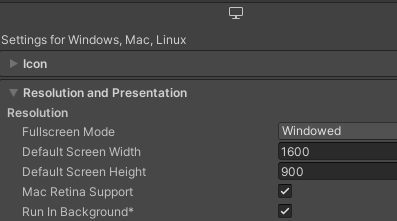 Settings for Windows, Mac, Linux
Icon
Resolution and Presentation
Resolution
Fullscreen Mode Windowed
Default Screen Width 1600
Default Screen Height 900
Mac Retina Support
Run In Background*